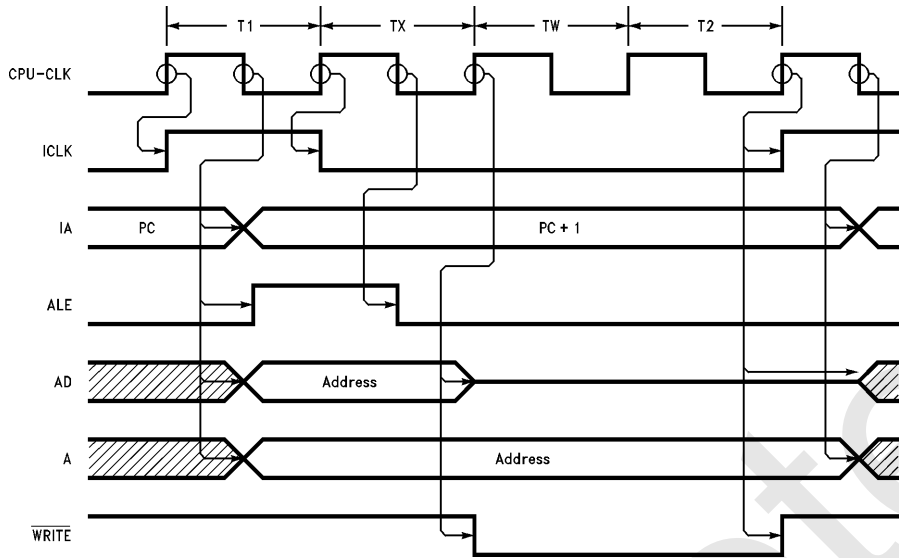 T1 TX TW T2
CPU-CLK
ICLK
IA PC PC + 1
ALE
AD Address
A Address
WRITE